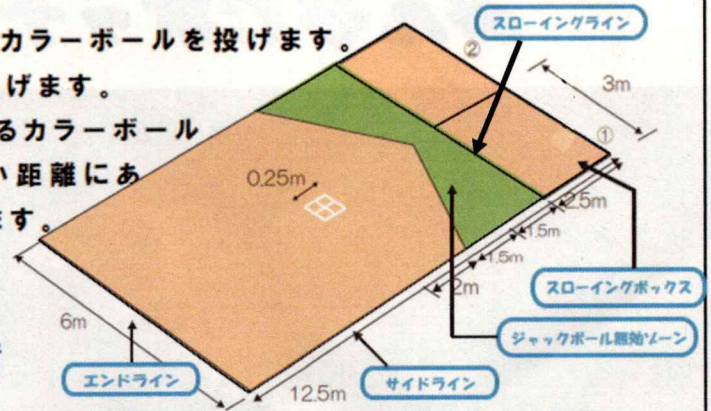 カラーボールを投げます。
げます。
るカラーボール
い距離にあ
ます。
スローイングライン
②
3m
①
0.25m
2.5m
1.5m
1.5m
2m
スローイングボックス
ジャックボール無効ゾーン
6m
エンドライン
12.5m
サイドライン